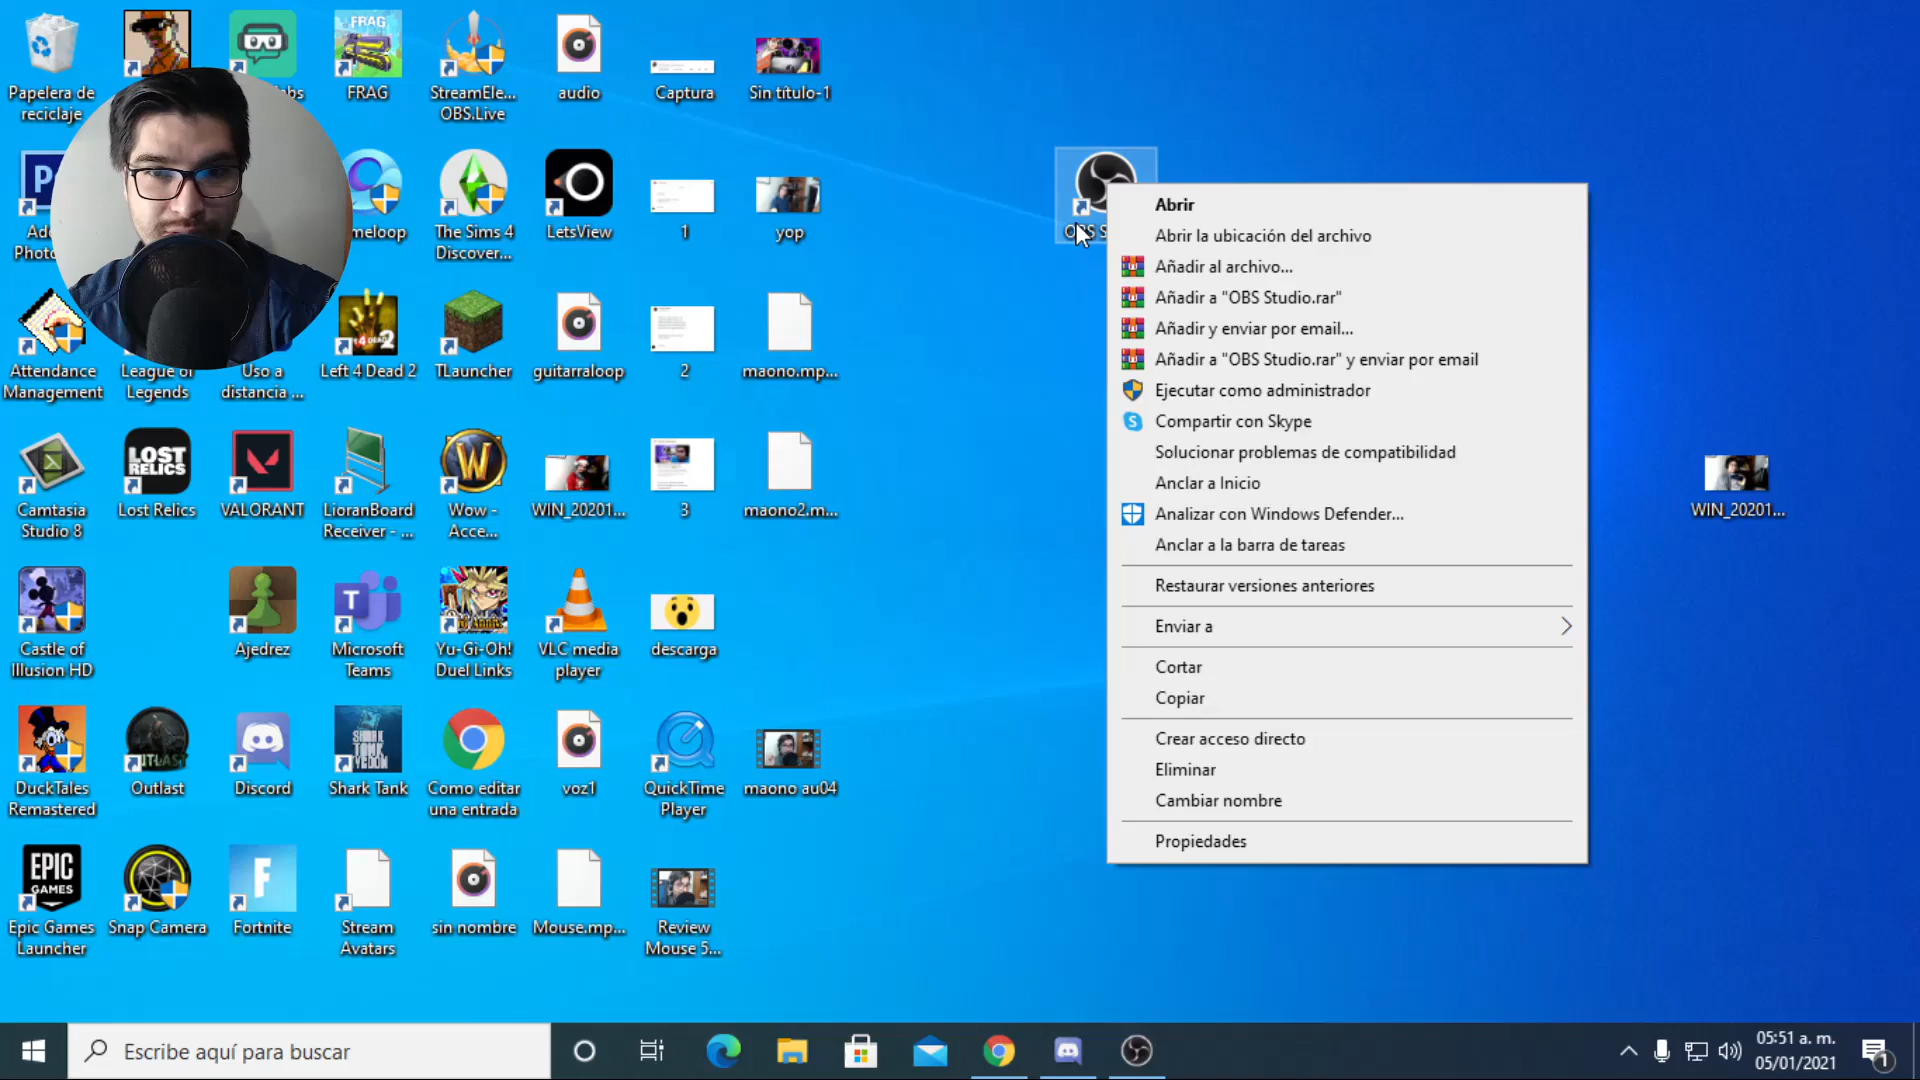 Papelera de
reciclaje
FRAG
FRAG
StreamEle...
OBS.Live
audio
Captura
Sin título-1
The Sims 4
Discover...
LetsView
1
yop
OBS S
Attendance
Management
League of
Legends
Uso a
distancia ...
Left 4 Dead 2
TLauncher
guitarraloop
2
maono.mp...
LOST
RELICS
Camtasia
Studio 8
Lost Relics
VALORANT
LioranBoard
Receiver - ...
Wow -
Acce...
WIN_20201...
3
maono2.m...
WIN_20201...
Castle of
Illusion HD
Ajedrez
Microsoft
Teams
Yu-Gi-Oh!
Duel Links
VLC media
player
descarga
DuckTales
Remastered
Outlast
Discord
Shark Tank
Como editar
una entrada
voz1
QuickTime
Player
maono au04
EPIC
GAMES
Epic Games
Launcher
Snap Camera
Fortnite
Stream
Avatars
sin nombre
Mouse.mp...
Review
Mouse 5...
Abrir
Abrir la ubicación del archivo
Añadir al archivo...
Añadir a "OBS Studio.rar"
Añadir y enviar por email...
Añadir a "OBS Studio.rar" y enviar por email
Ejecutar como administrador
Compartir con Skype
Solucionar problemas de compatibilidad
Anclar a Inicio
Analizar con Windows Defender...
Anclar a la barra de tareas
Restaurar versiones anteriores
Enviar a
Cortar
Copiar
Crear acceso directo
Eliminar
Cambiar nombre
Propiedades
Escribe aquí para buscar
05:51 a. m.
05/01/2021
1